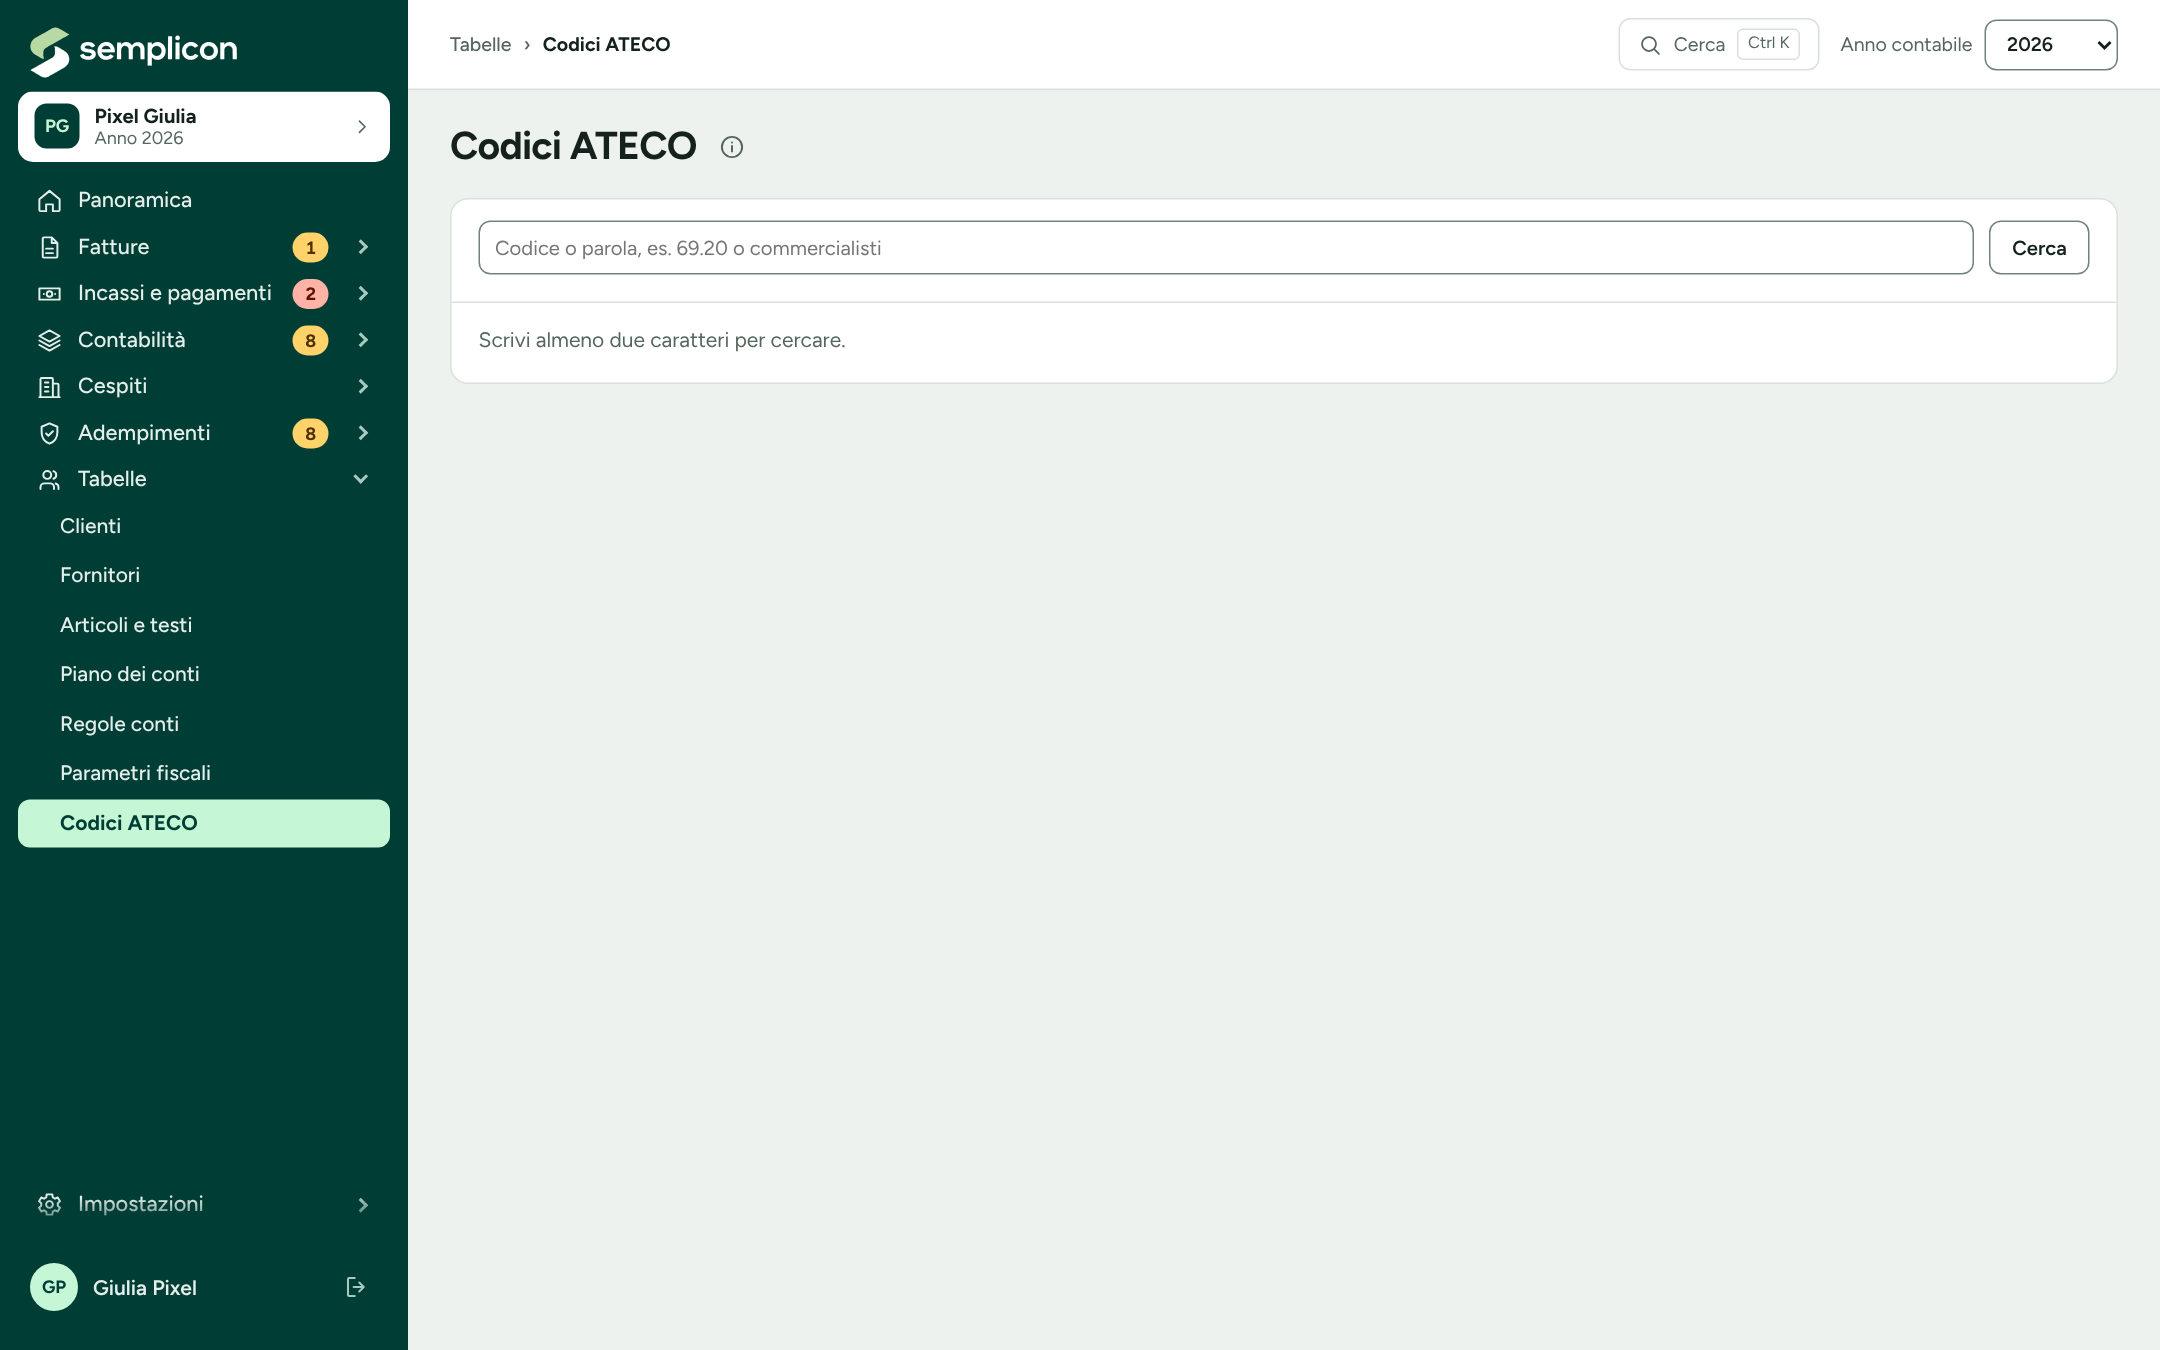 semplicon
PG
Pixel Giulia
Anno 2026
Panoramica
Fatture 1
Incassi e pagamenti 2
Contabilità 8
Cespiti
Adempimenti 8
Tabelle
Clienti
Fornitori
Articoli e testi
Piano dei conti
Regole conti
Parametri fiscali
Codici ATECO
Impostazioni
GP Giulia Pixel
Tabelle › Codici ATECO
Cerca Ctrl K
Anno contabile 2026
Codici ATECO
Codice o parola, es. 69.20 o commercialisti
Cerca
Scrivi almeno due caratteri per cercare.